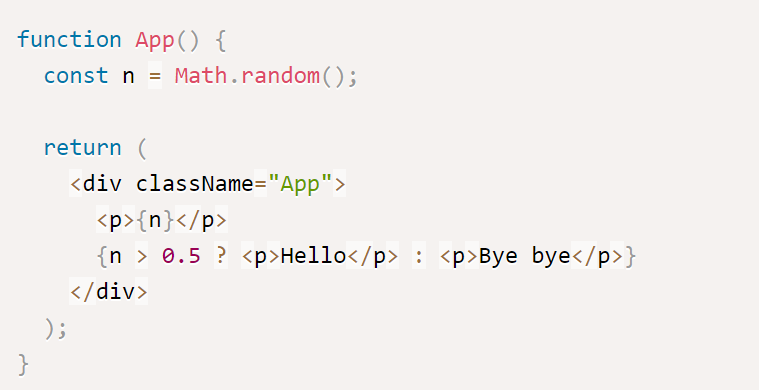 function App() {
  const n = Math.random();

  return (
    <div className="App">
      <p>{n}</p>
      {n > 0.5 ? <p>Hello</p> : <p>Bye bye</p>}
    </div>
  );
}